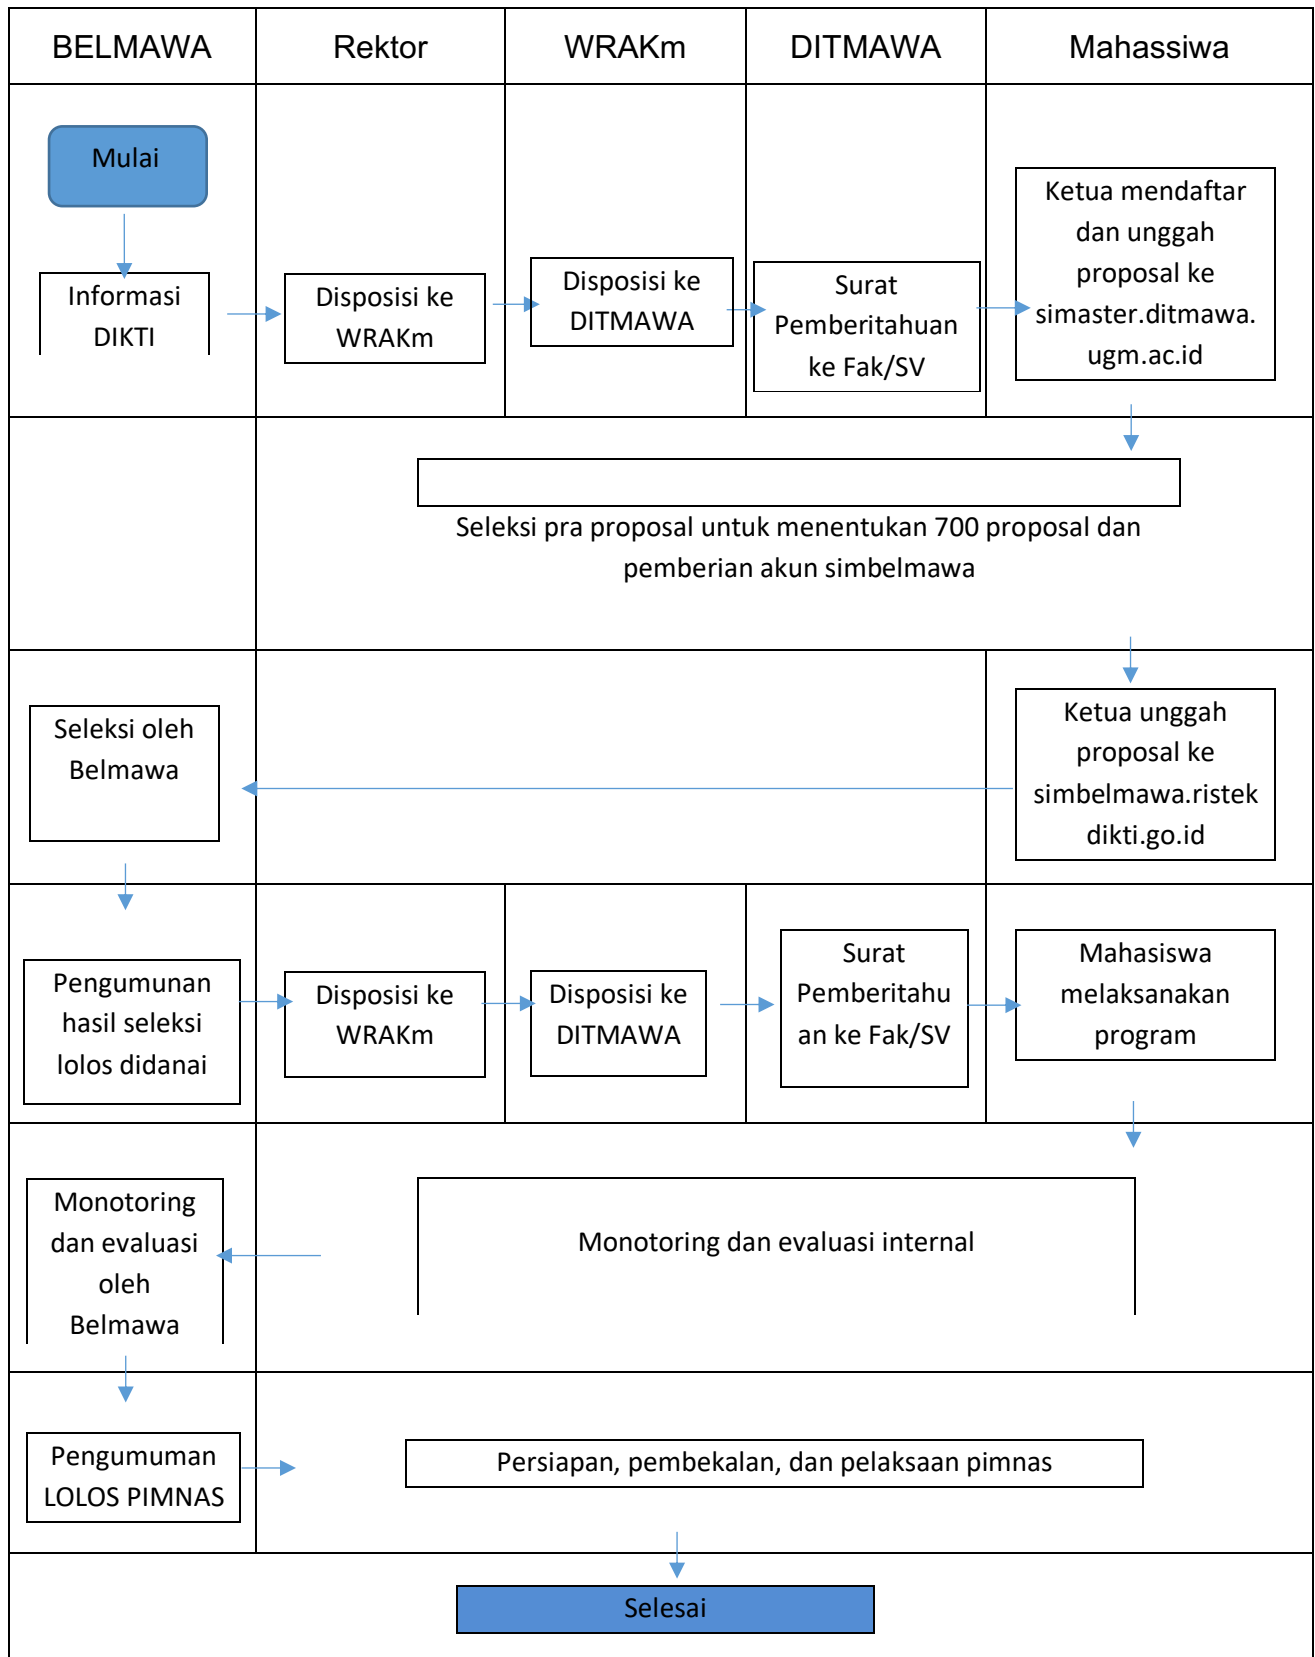 BELMAWA
Rektor
WRAKm
DITMAWA
Mahassiwa
Mulai
Informasi
DIKTI
Disposisi ke
WRAKm
Disposisi ke
DITMAWA
Surat
Pemberitahuan
ke Fak/SV
Ketua mendaftar
dan unggah
proposal ke
simaster.ditmawa.
ugm.ac.id
Seleksi pra proposal untuk menentukan 700 proposal dan
pemberian akun simbelmawa
Seleksi oleh
Belmawa
Ketua unggah
proposal ke
simbelmawa.ristek
dikti.go.id
Pengumunan
hasil seleksi
lolos didanai
Disposisi ke
WRAKm
Disposisi ke
DITMAWA
Surat
Pemberitahu
an ke Fak/SV
Mahasiswa
melaksanakan
program
Monotoring
dan evaluasi
oleh
Belmawa
Monotoring dan evaluasi internal
Pengumuman
LOLOS PIMNAS
Persiapan, pembekalan, dan pelaksaan pimnas
Selesai